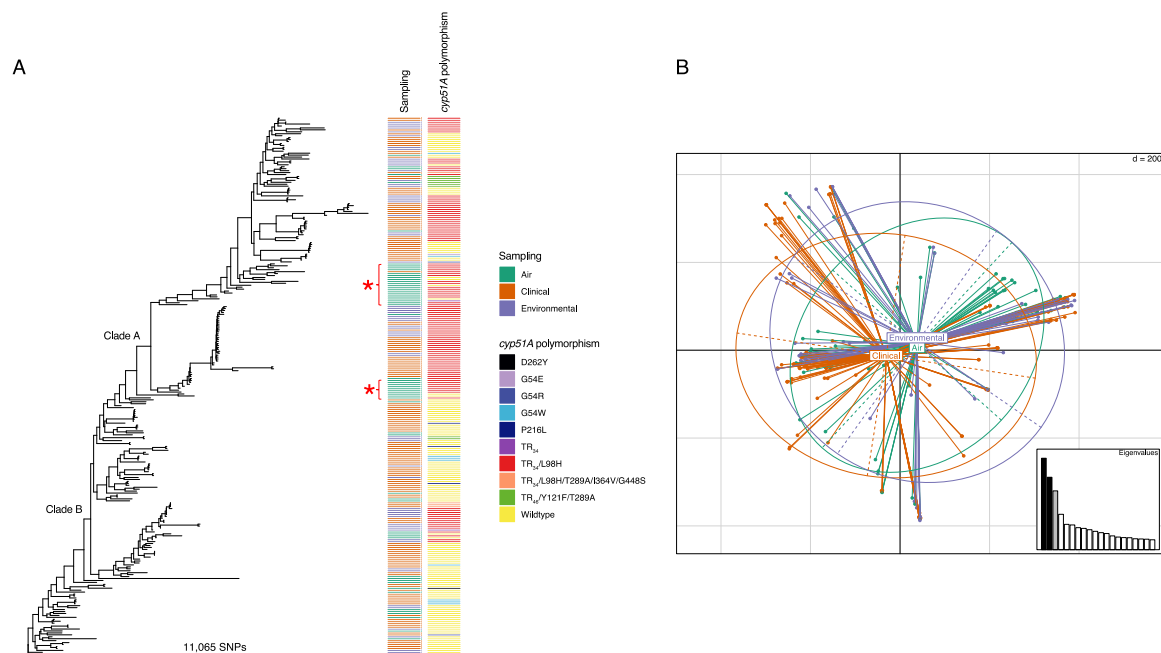 A
Sampling
cyp51A polymorphism
Clade A
Clade B
11,065 SNPs
*
*
Sampling
Air
Clinical
Environmental
cyp51A polymorphism
D262Y
G54E
G54R
G54W
P216L
TR34
TR34/L98H
TR34/L98H/T289A/I364V/G448S
TR46/Y121F/T289A
Wildtype
B
d = 200
Environmental
Air
Clinical
Eigenvalues